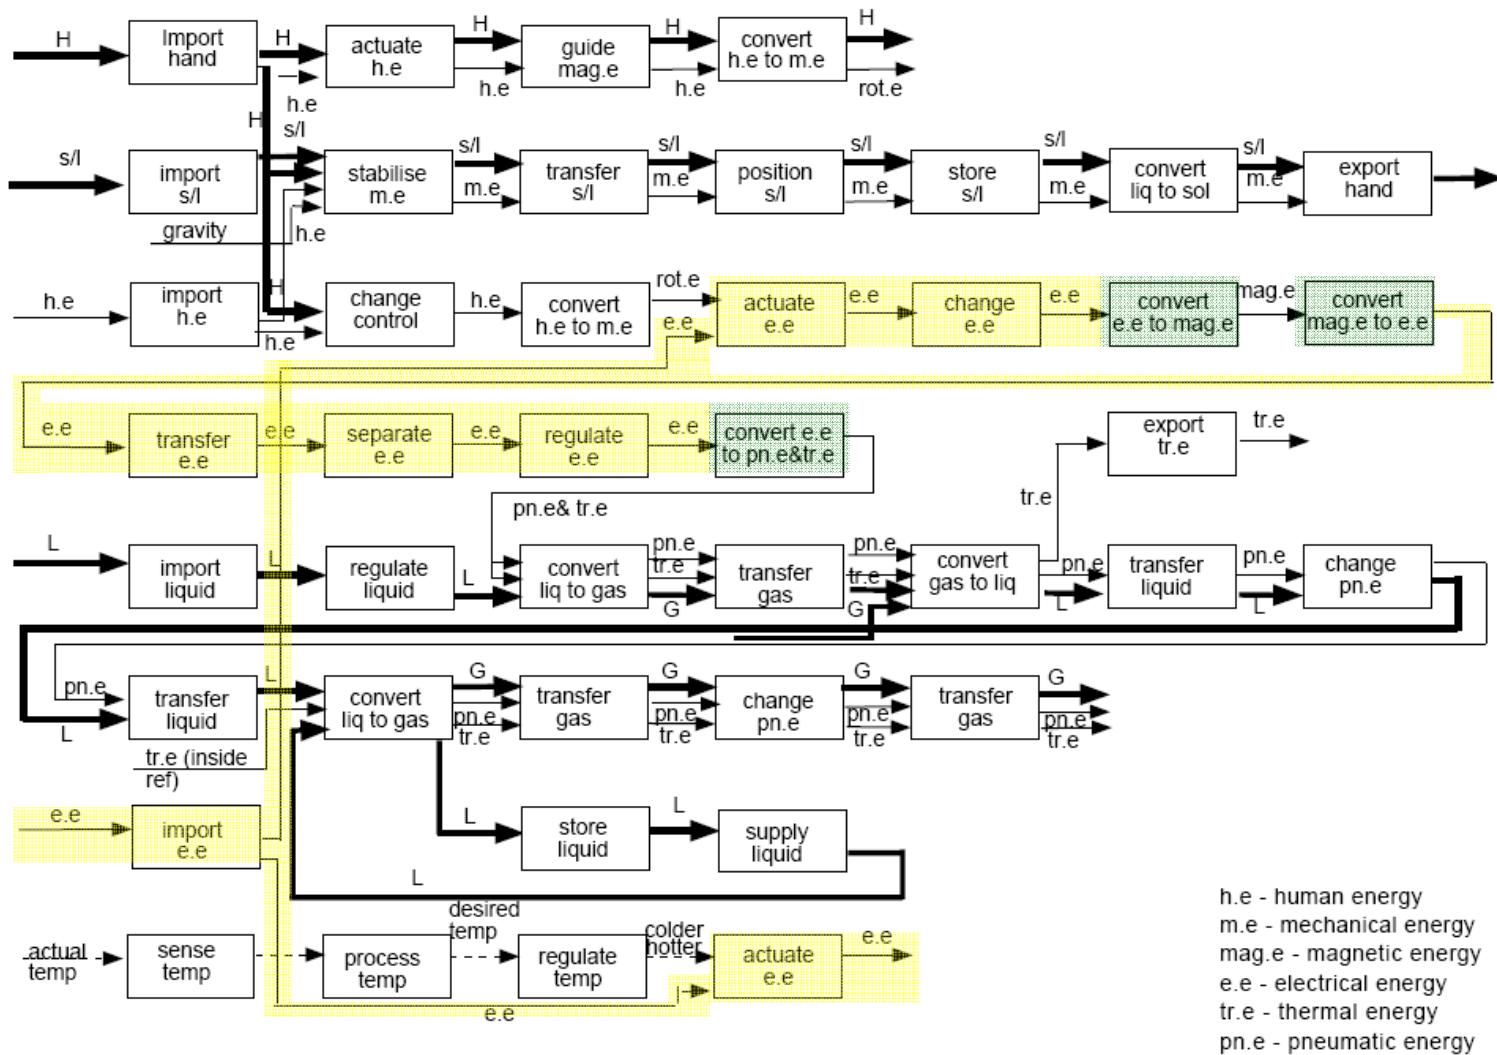 H
H
H
H
H
Import
hand
actuate
h.e
guide
mag.e
convert
h.e to m.e
h.e
h.e
h.e
rot.e
H
s/l
s/l
s/l
s/l
s/l
s/l
s/l
import
s/l
stabilise
m.e
transfer
s/l
position
s/l
store
s/l
convert
liq to sol
export
hand
m.e
m.e
m.e
m.e
m.e
gravity
h.e
H
h.e
import
h.e
change
control
h.e
convert
h.e to m.e
rot.e
e.e
actuate
e.e
e.e
change
e.e
e.e
convert
e.e to mag.e
mag.e
convert
mag.e to e.e
h.e
e.e
transfer
e.e
e.e
separate
e.e
e.e
regulate
e.e
e.e
convert e.e
to pn.e&tr.e
export
tr.e
tr.e
tr.e
pn.e& tr.e
L
import
liquid
L
regulate
liquid
L
convert
liq to gas
pn.e
tr.e
G
transfer
gas
pn.e
tr.e
G
convert
gas to liq
pn.e
L
transfer
liquid
pn.e
L
change
pn.e
pn.e
L
transfer
liquid
L
convert
liq to gas
G
pn.e
tr.e
transfer
gas
G
pn.e
tr.e
change
pn.e
G
pn.e
tr.e
transfer
gas
G
pn.e
tr.e
tr.e (inside
ref)
e.e
import
e.e
L
store
liquid
L
supply
liquid
L
actual
temp
sense
temp
process
temp
desired
temp
regulate
temp
colder
hotter
actuate
e.e
e.e
e.e
h.e - human energy
m.e - mechanical energy
mag.e - magnetic energy
e.e - electrical energy
tr.e - thermal energy
pn.e - pneumatic energy